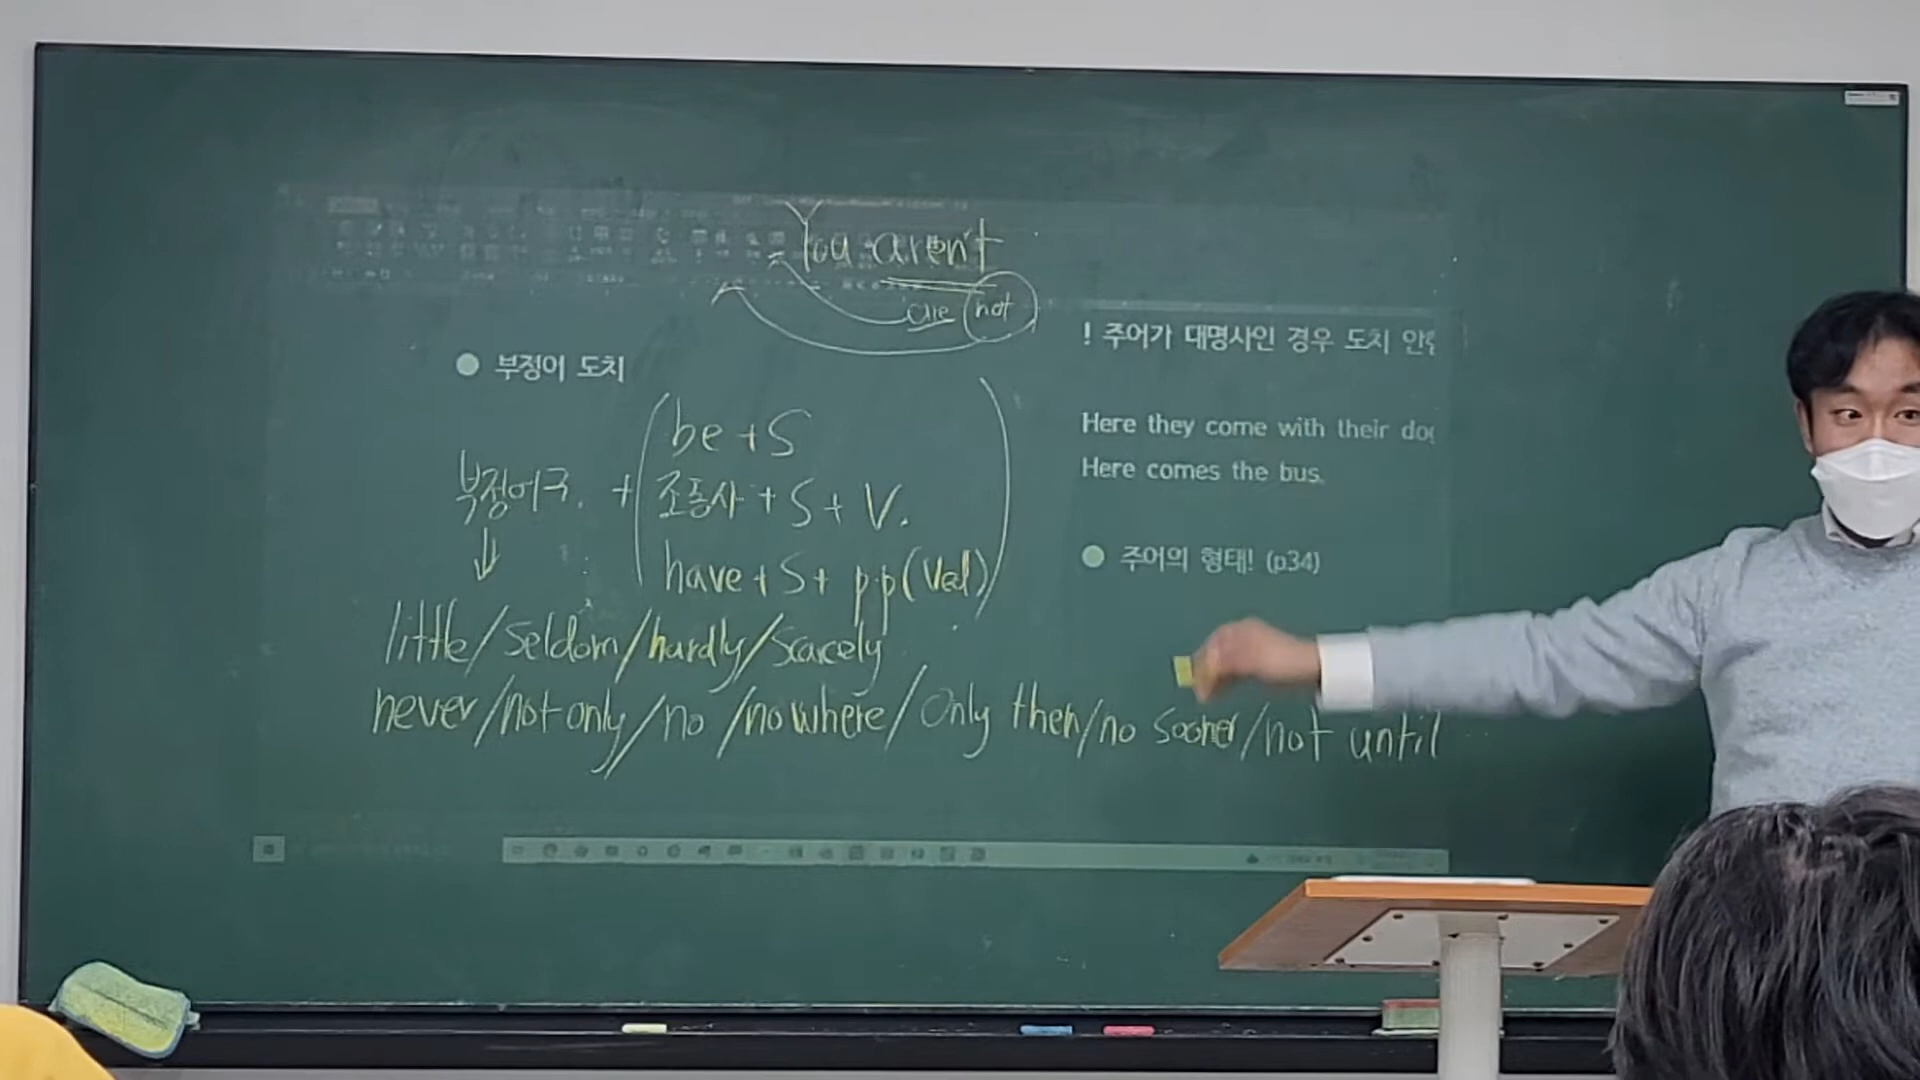 You aren't
are not
● 부정어 도치
be + S
부정어구. + 조동사 + S + V.
have + S + p.p (Ved)
little / seldom / hardly / scarcely
never / not only / no / nowhere / Only then / no sooner / not until
! 주어가 대명사인 경우 도치
Here they come with their
Here comes the bus.
● 주어의 형태! (p34)